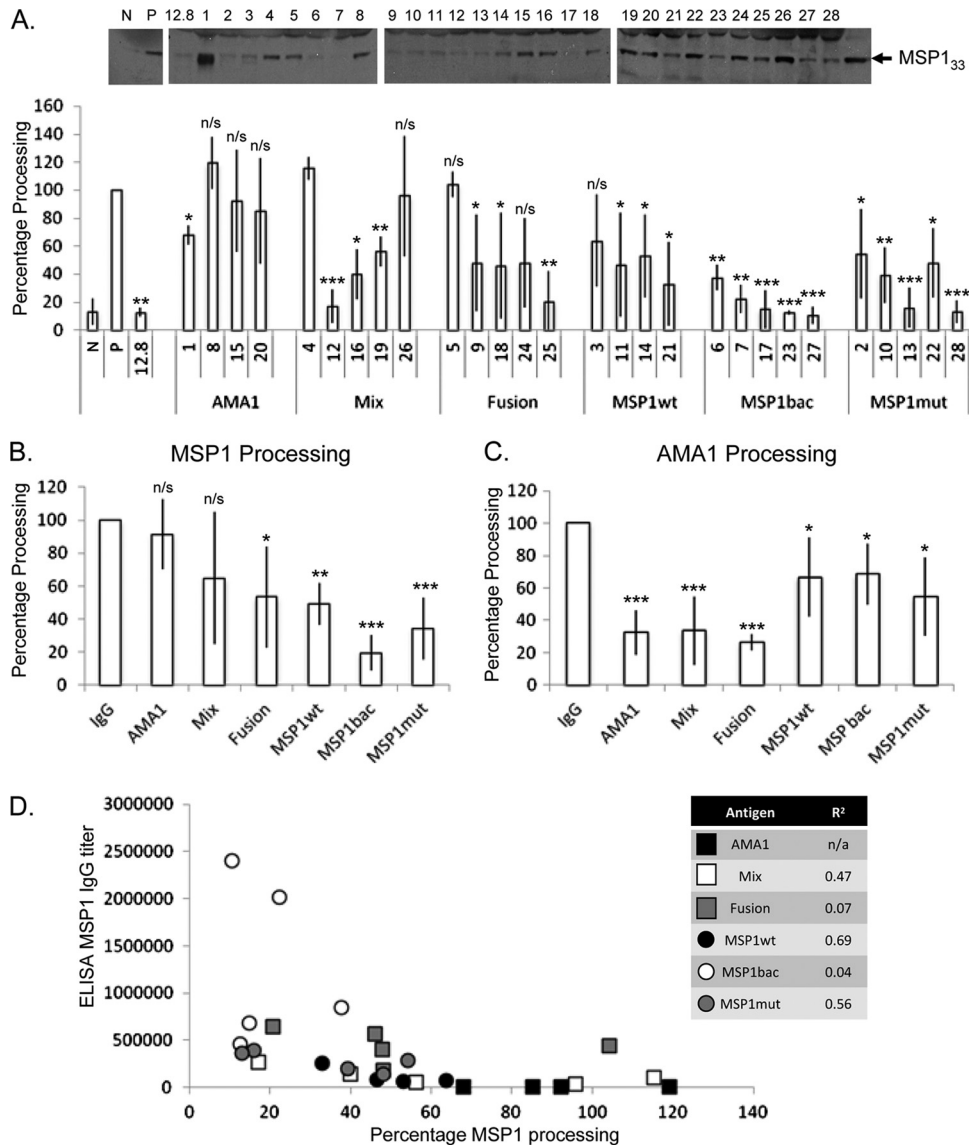 A.
N P 12.8 1 2 3 4 5 6 7 8 9 10 11 12 13 14 15 16 17 18 19 20 21 22 23 24 25 26 27 28
MSP1₃₃
Percentage Processing
160
140
120
100
80
60
40
20
0
** * n/s n/s n/s *** * ** n/s n/s * * n/s ** n/s * * * ** ** *** *** *** * ** *** * ***
N P 12.8 1 8 15 20 4 12 16 19 26 5 9 18 24 25 3 11 14 21 6 7 17 23 27 2 10 13 22 28
AMA1 Mix Fusion MSP1wt MSP1bac MSP1mut
B.
MSP1 Processing
Percentage Processing
120
100
80
60
40
20
0
n/s n/s * ** *** ***
IgG AMA1 Mix Fusion MSP1wt MSP1bac MSP1mut
C.
AMA1 Processing
Percentage Processing
120
100
80
60
40
20
0
*** *** *** * * *
IgG AMA1 Mix Fusion MSP1wt MSP bac MSP1mut
D.
ELISA MSP1 IgG titer
3000000
2500000
2000000
1500000
1000000
500000
0
0 20 40 60 80 100 120 140
Percentage MSP1 processing
Antigen R²
AMA1 n/a
Mix 0.47
Fusion 0.07
MSP1wt 0.69
MSP1bac 0.04
MSP1mut 0.56